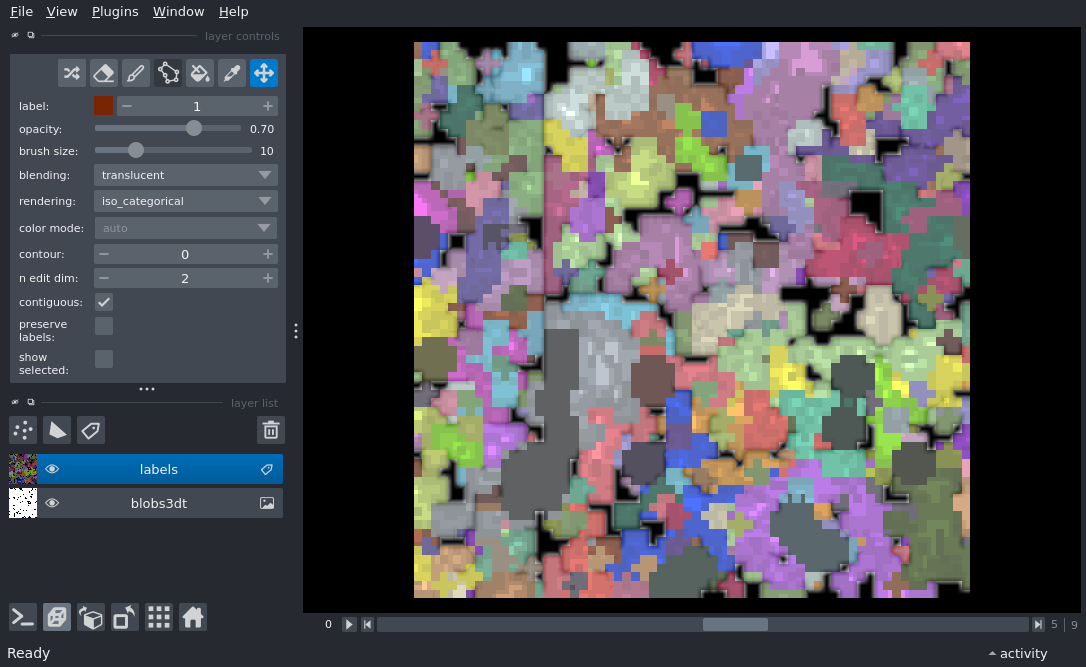 File View Plugins Window Help
layer controls
label: 1
opacity: 0.70
brush size: 10
blending: translucent
rendering: iso_categorical
color mode: auto
contour: 0
n edit dim: 2
contiguous:
preserve
labels:
show
selected:
layer list
labels
blobs3dt
0 5 | 9
Ready activity